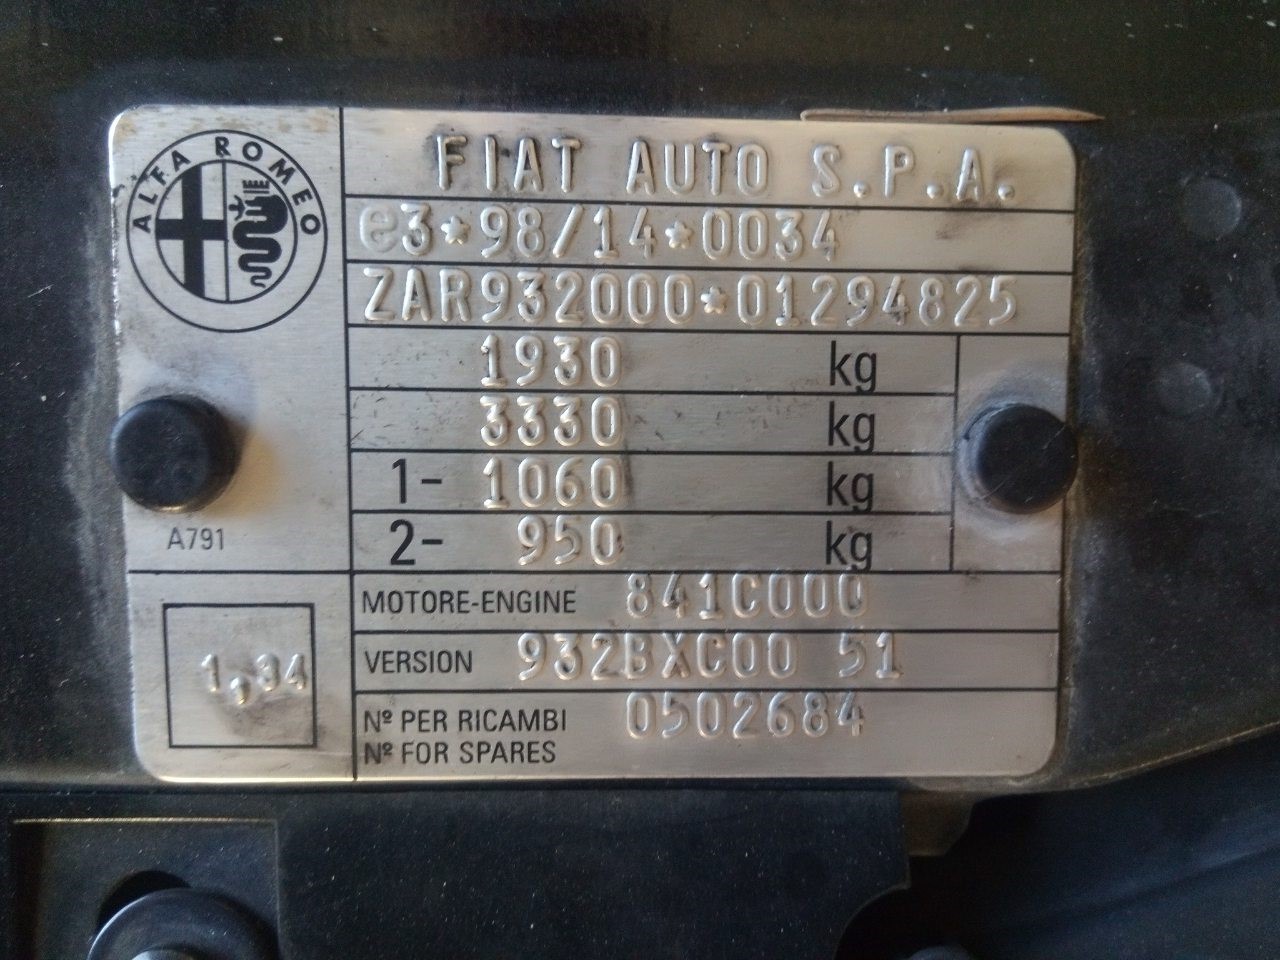 ALFA ROMEO
FIAT AUTO S.P.A.
e3*98/14*0034
ZAR932000*01294825
1930 kg
3330 kg
1- 1060 kg
2- 950 kg
A791
MOTORE-ENGINE 841C000
VERSION 932BXC00 51
1,34
Nº PER RICAMBI 0502684
Nº FOR SPARES